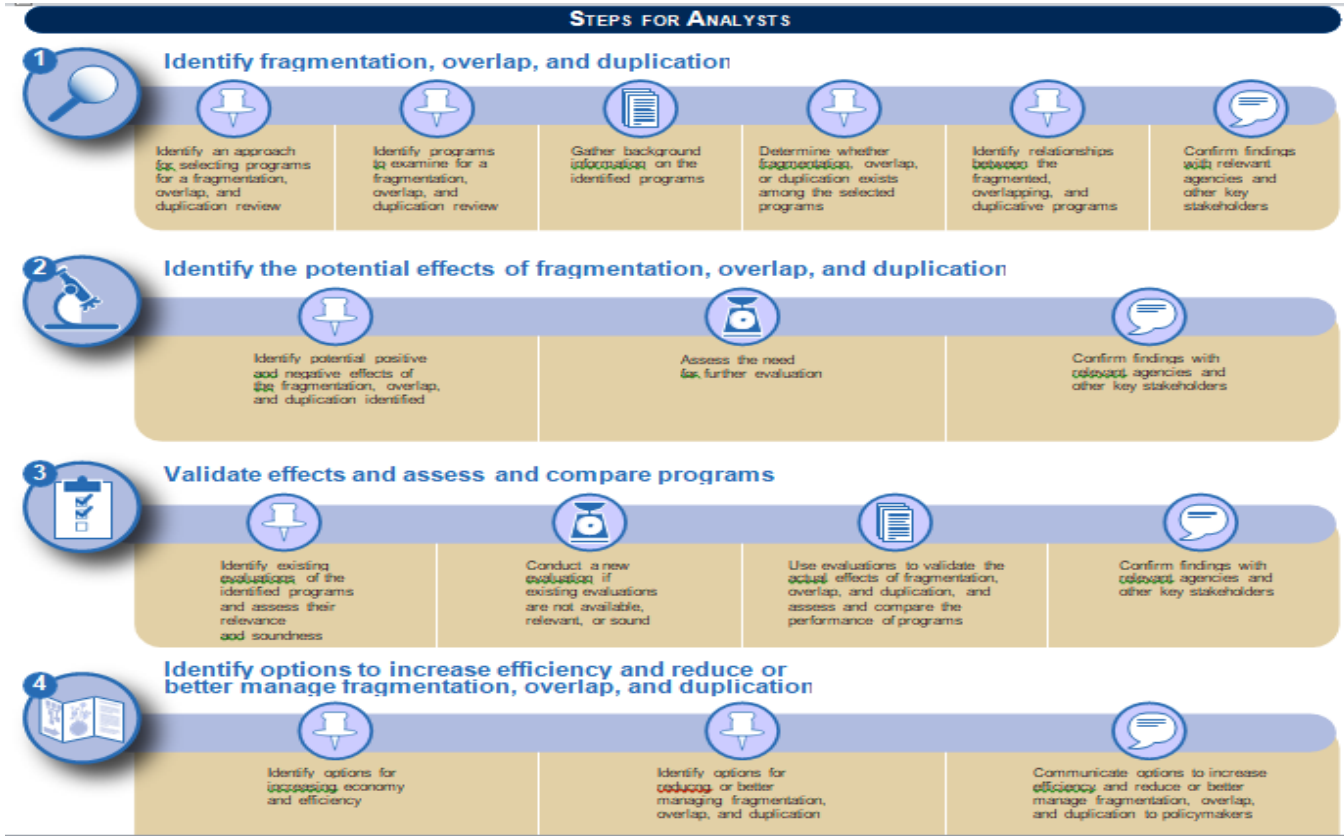 STEPS FOR ANALYSTS
1
Identify fragmentation, overlap, and duplication
Identify an approach
for selecting programs
for a fragmentation,
overlap, and
duplication review
Identify programs
to examine for a
fragmentation,
overlap, and
duplication review
Gather background
information on the
identified programs
Determine whether
fragmentation, overlap,
or duplication exists
among the selected
programs
Identify relationships
between the
fragmented,
overlapping, and
duplicative programs
Confirm findings
with relevant
agencies and
other key
stakeholders
2
Identify the potential effects of fragmentation, overlap, and duplication
Identify potential positive
and negative effects of
the fragmentation, overlap,
and duplication identified
Assess the need
for further evaluation
Confirm findings with
relevant agencies and
other key stakeholders
3
Validate effects and assess and compare programs
Identify existing
evaluations of the
identified programs
and assess their
relevance
and soundness
Conduct a new
evaluation if
existing evaluations
are not available,
relevant, or sound
Use evaluations to validate the
actual effects of fragmentation,
overlap, and duplication, and
assess and compare the
performance of programs
Confirm findings with
relevant agencies and
other key stakeholders
4
Identify options to increase efficiency and reduce or
better manage fragmentation, overlap, and duplication
Identify options for
increasing economy
and efficiency
Identify options for
reducng or better
managing fragmentation,
overlap, and duplication
Communicate options to increase
efficiency and reduce or better
manage fragmentation, overlap,
and duplication to policymakers